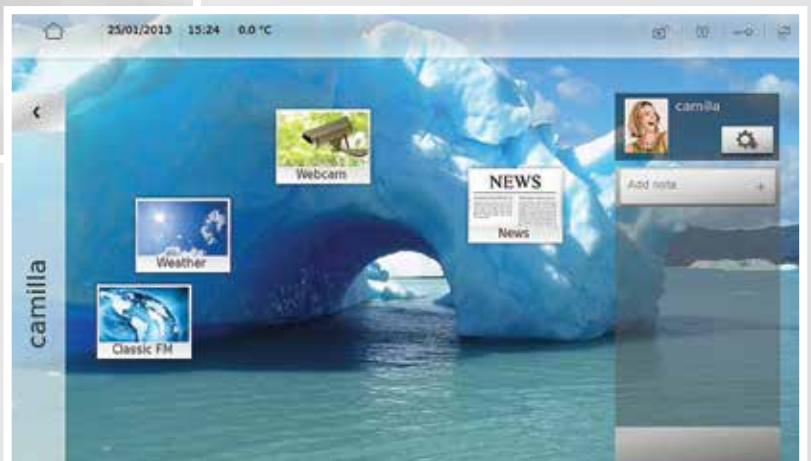 25/01/2013 15:24 0.0 °C
camilla
Webcam
NEWS
News
Weather
Classic FM
camilla
Add note +